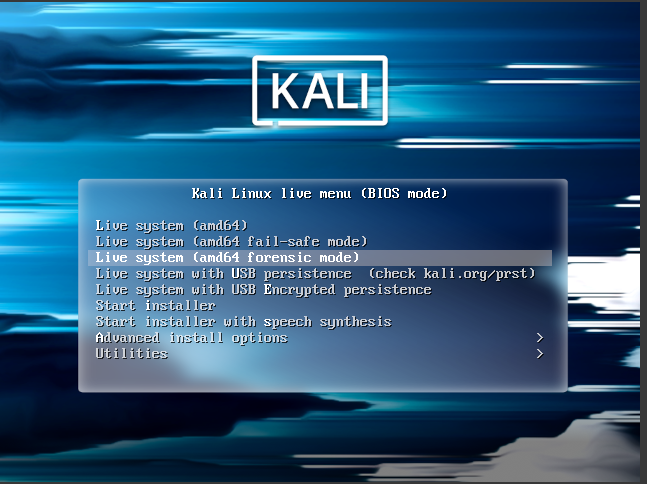 KALI
Kali Linux live menu (BIOS mode)
Live system (amd64)
Live system (amd64 fail-safe mode)
Live system (amd64 forensic mode)
Live system with USB persistence  (check kali.org/prst)
Live system with USB Encrypted persistence
Start installer
Start installer with speech synthesis
Advanced install options >
Utilities >